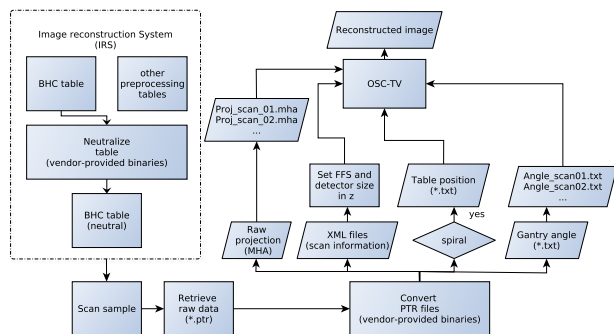 Reconstructed image
Image reconstruction System
(IRS)
BHC table
other
preprocessing
tables
OSC-TV
Proj_scan_01.mha
Proj_scan_02.mha
...
Neutralize
table
(vendor-provided binaries)
Set FFS and
detector size
in z
Table position
(*.txt)
Angle_scan01.txt
Angle_scan02.txt
...
BHC table
(neutral)
yes
Raw
projection
(MHA)
XML files
(scan information)
spiral
Gantry angle
(*.txt)
Scan sample
Retrieve
raw data
(*.ptr)
Convert
PTR files
(vendor-provided binaries)